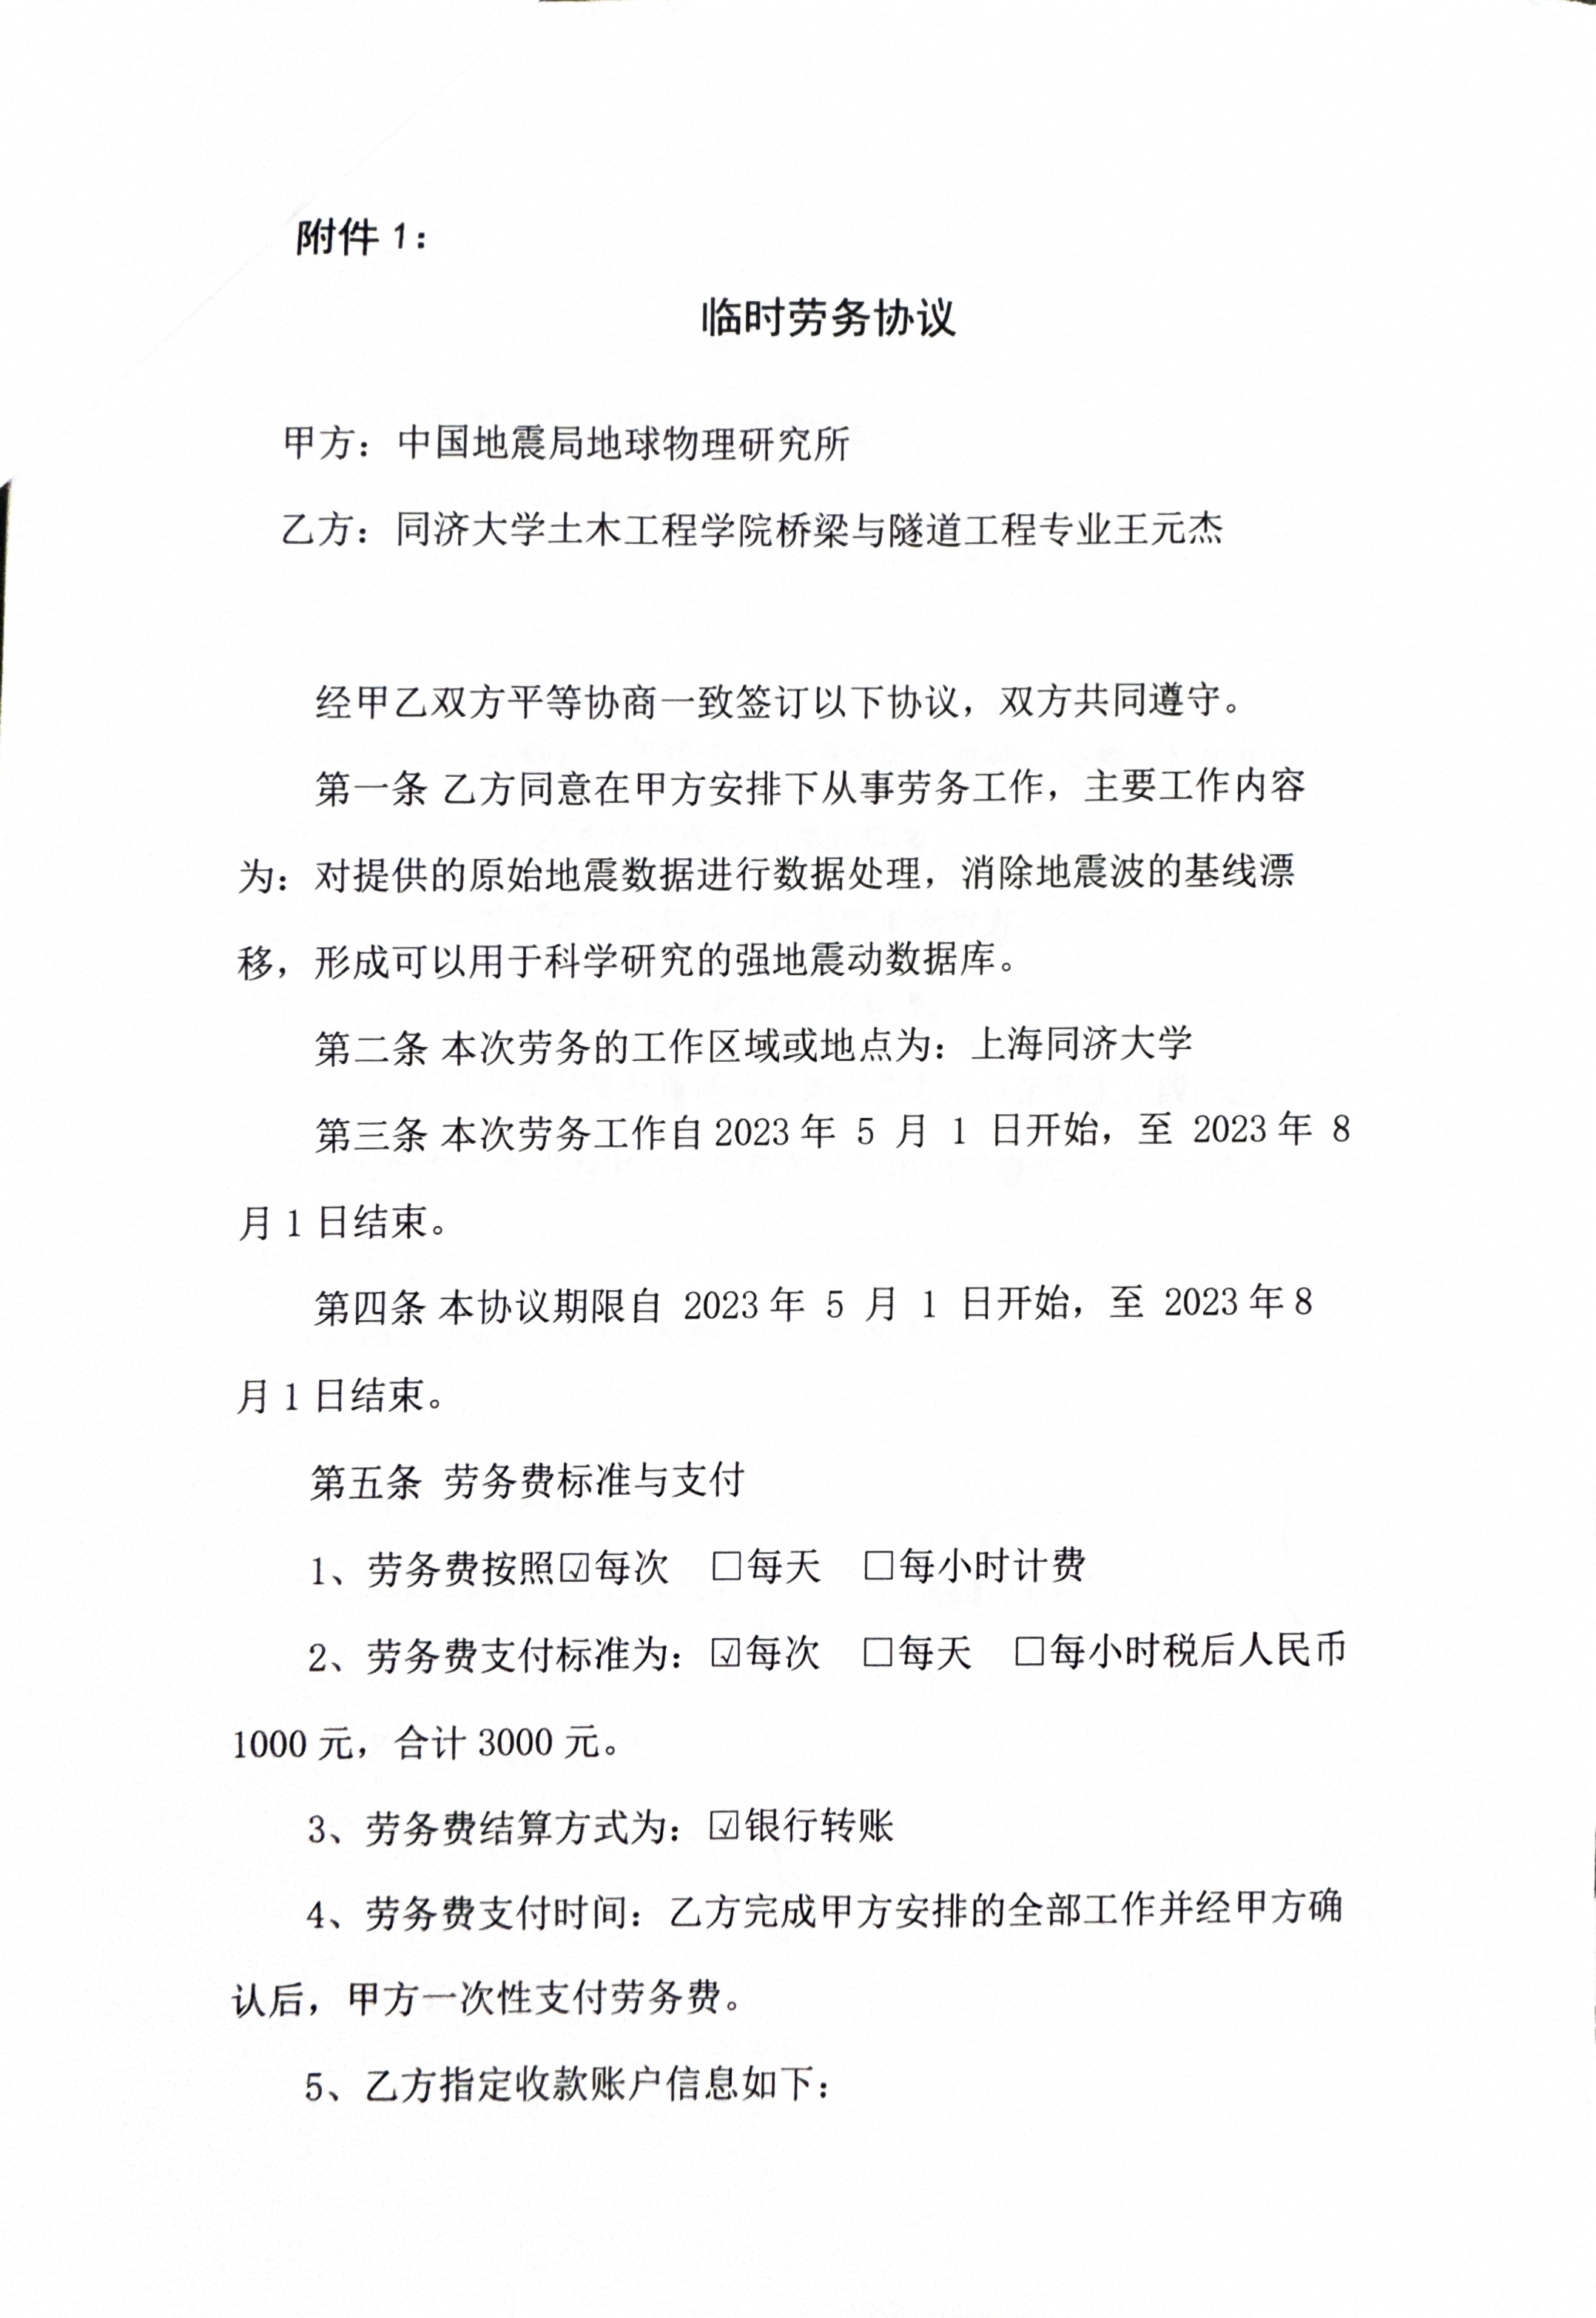 附件 1：
临时劳务协议
甲方：中国地震局地球物理研究所
乙方：同济大学土木工程学院桥梁与隧道工程专业王元杰
经甲乙双方平等协商一致签订以下协议，双方共同遵守。
第一条 乙方同意在甲方安排下从事劳务工作，主要工作内容
为：对提供的原始地震数据进行数据处理，消除地震波的基线漂
移，形成可以用于科学研究的强地震动数据库。
第二条 本次劳务的工作区域或地点为：上海同济大学
第三条 本次劳务工作自 2023 年 5 月 1 日开始，至 2023 年 8
月 1 日结束。
第四条 本协议期限自 2023 年 5 月 1 日开始，至 2023 年 8
月 1 日结束。
第五条 劳务费标准与支付
1、劳务费按照☑每次 □每天 □每小时计费
2、劳务费支付标准为：☑每次 □每天 □每小时税后人民币
1000 元，合计 3000 元。
3、劳务费结算方式为：☑银行转账
4、劳务费支付时间：乙方完成甲方安排的全部工作并经甲方确
认后，甲方一次性支付劳务费。
5、乙方指定收款账户信息如下：